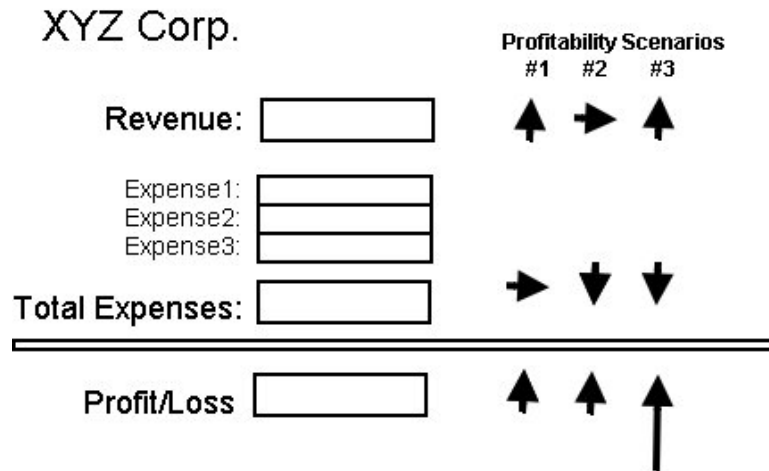 XYZ Corp.
Profitability Scenarios
#1 #2 #3
Revenue:
Expense1:
Expense2:
Expense3:
Total Expenses:
Profit/Loss